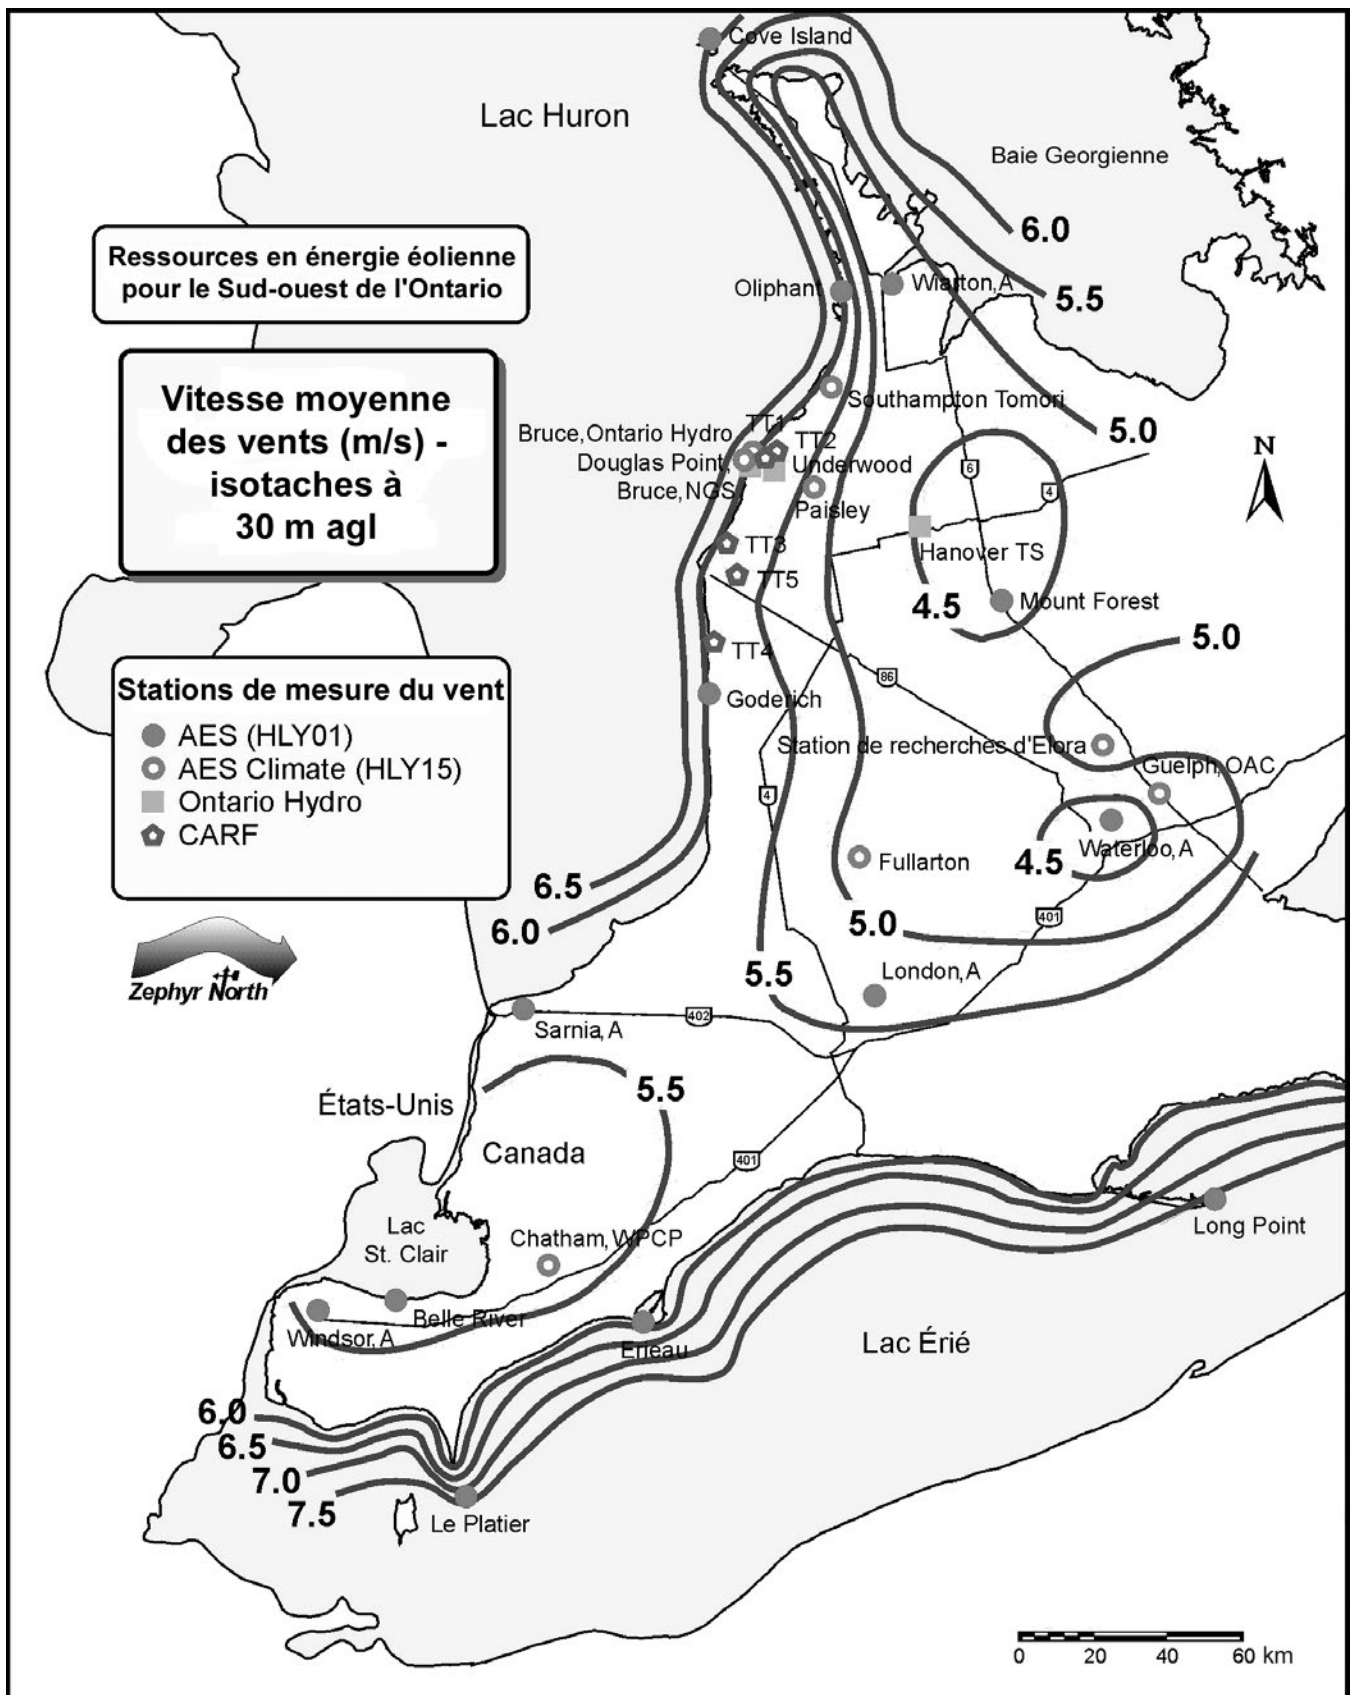 Cove Island
Lac Huron
Baie Georgienne
6.0
Ressources en énergie éolienne
pour le Sud-ouest de l'Ontario
Oliphant
Wiarton,A
5.5
Vitesse moyenne
des vents (m/s) -
isotaches à
30 m agl
Southampton Tomori
5.0
TT1
Bruce,Ontario Hydro
TT2
Douglas Point,
Underwood
Bruce,NGS
Paisley
N
6
4
TT3
Hanover TS
TT5
4.5
Mount Forest
5.0
TT4
86
Stations de mesure du vent
AES (HLY01)
AES Climate (HLY15)
Ontario Hydro
CARF
Goderich
Station de recherches d'Elora
Guelph,OAC
4
Waterloo,A
4.5
Fullarton
6.5
6.0
5.0
401
5.5
London,A
Zephyr North
Sarnia,A
402
5.5
États-Unis
Canada
401
Lac
St. Clair
Chatham,WPCP
Long Point
Belle River
Windsor,A
Erieau
Lac Érié
6.0
6.5
7.0
7.5
Le Platier
0 20 40 60 km